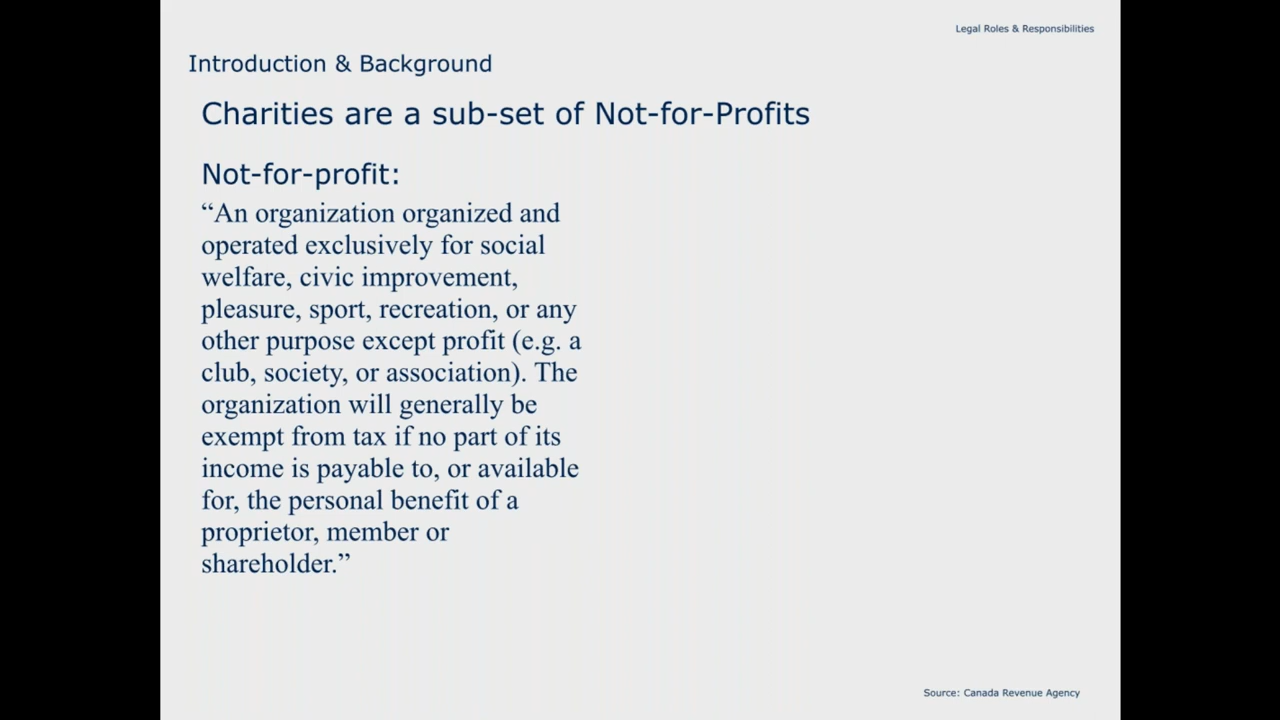 Legal Roles & Responsibilities
Introduction & Background
Charities are a sub-set of Not-for-Profits
Not-for-profit:
“An organization organized and
operated exclusively for social
welfare, civic improvement,
pleasure, sport, recreation, or any
other purpose except profit (e.g. a
club, society, or association). The
organization will generally be
exempt from tax if no part of its
income is payable to, or available
for, the personal benefit of a
proprietor, member or
shareholder.”
Source: Canada Revenue Agency